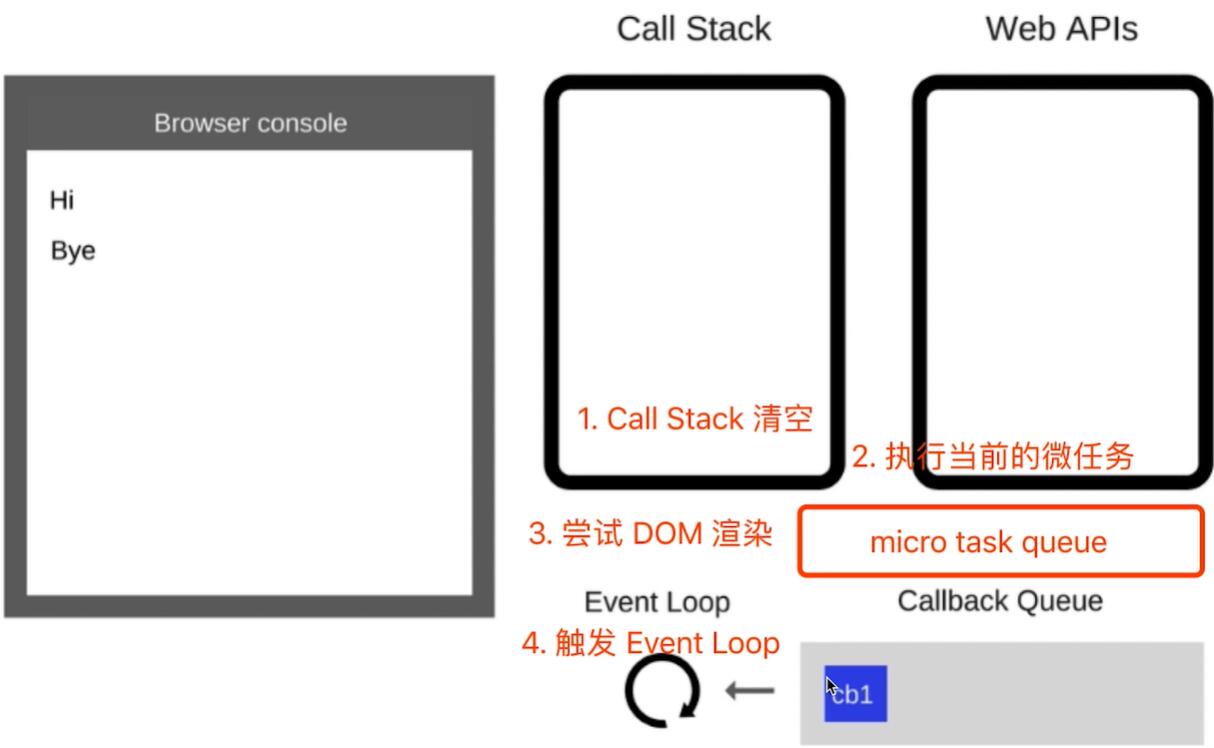 Call Stack
Web APIs
Browser console
Hi
Bye
1. Call Stack 清空
2. 执行当前的微任务
3. 尝试 DOM 渲染
micro task queue
Event Loop
Callback Queue
4. 触发 Event Loop
cb1